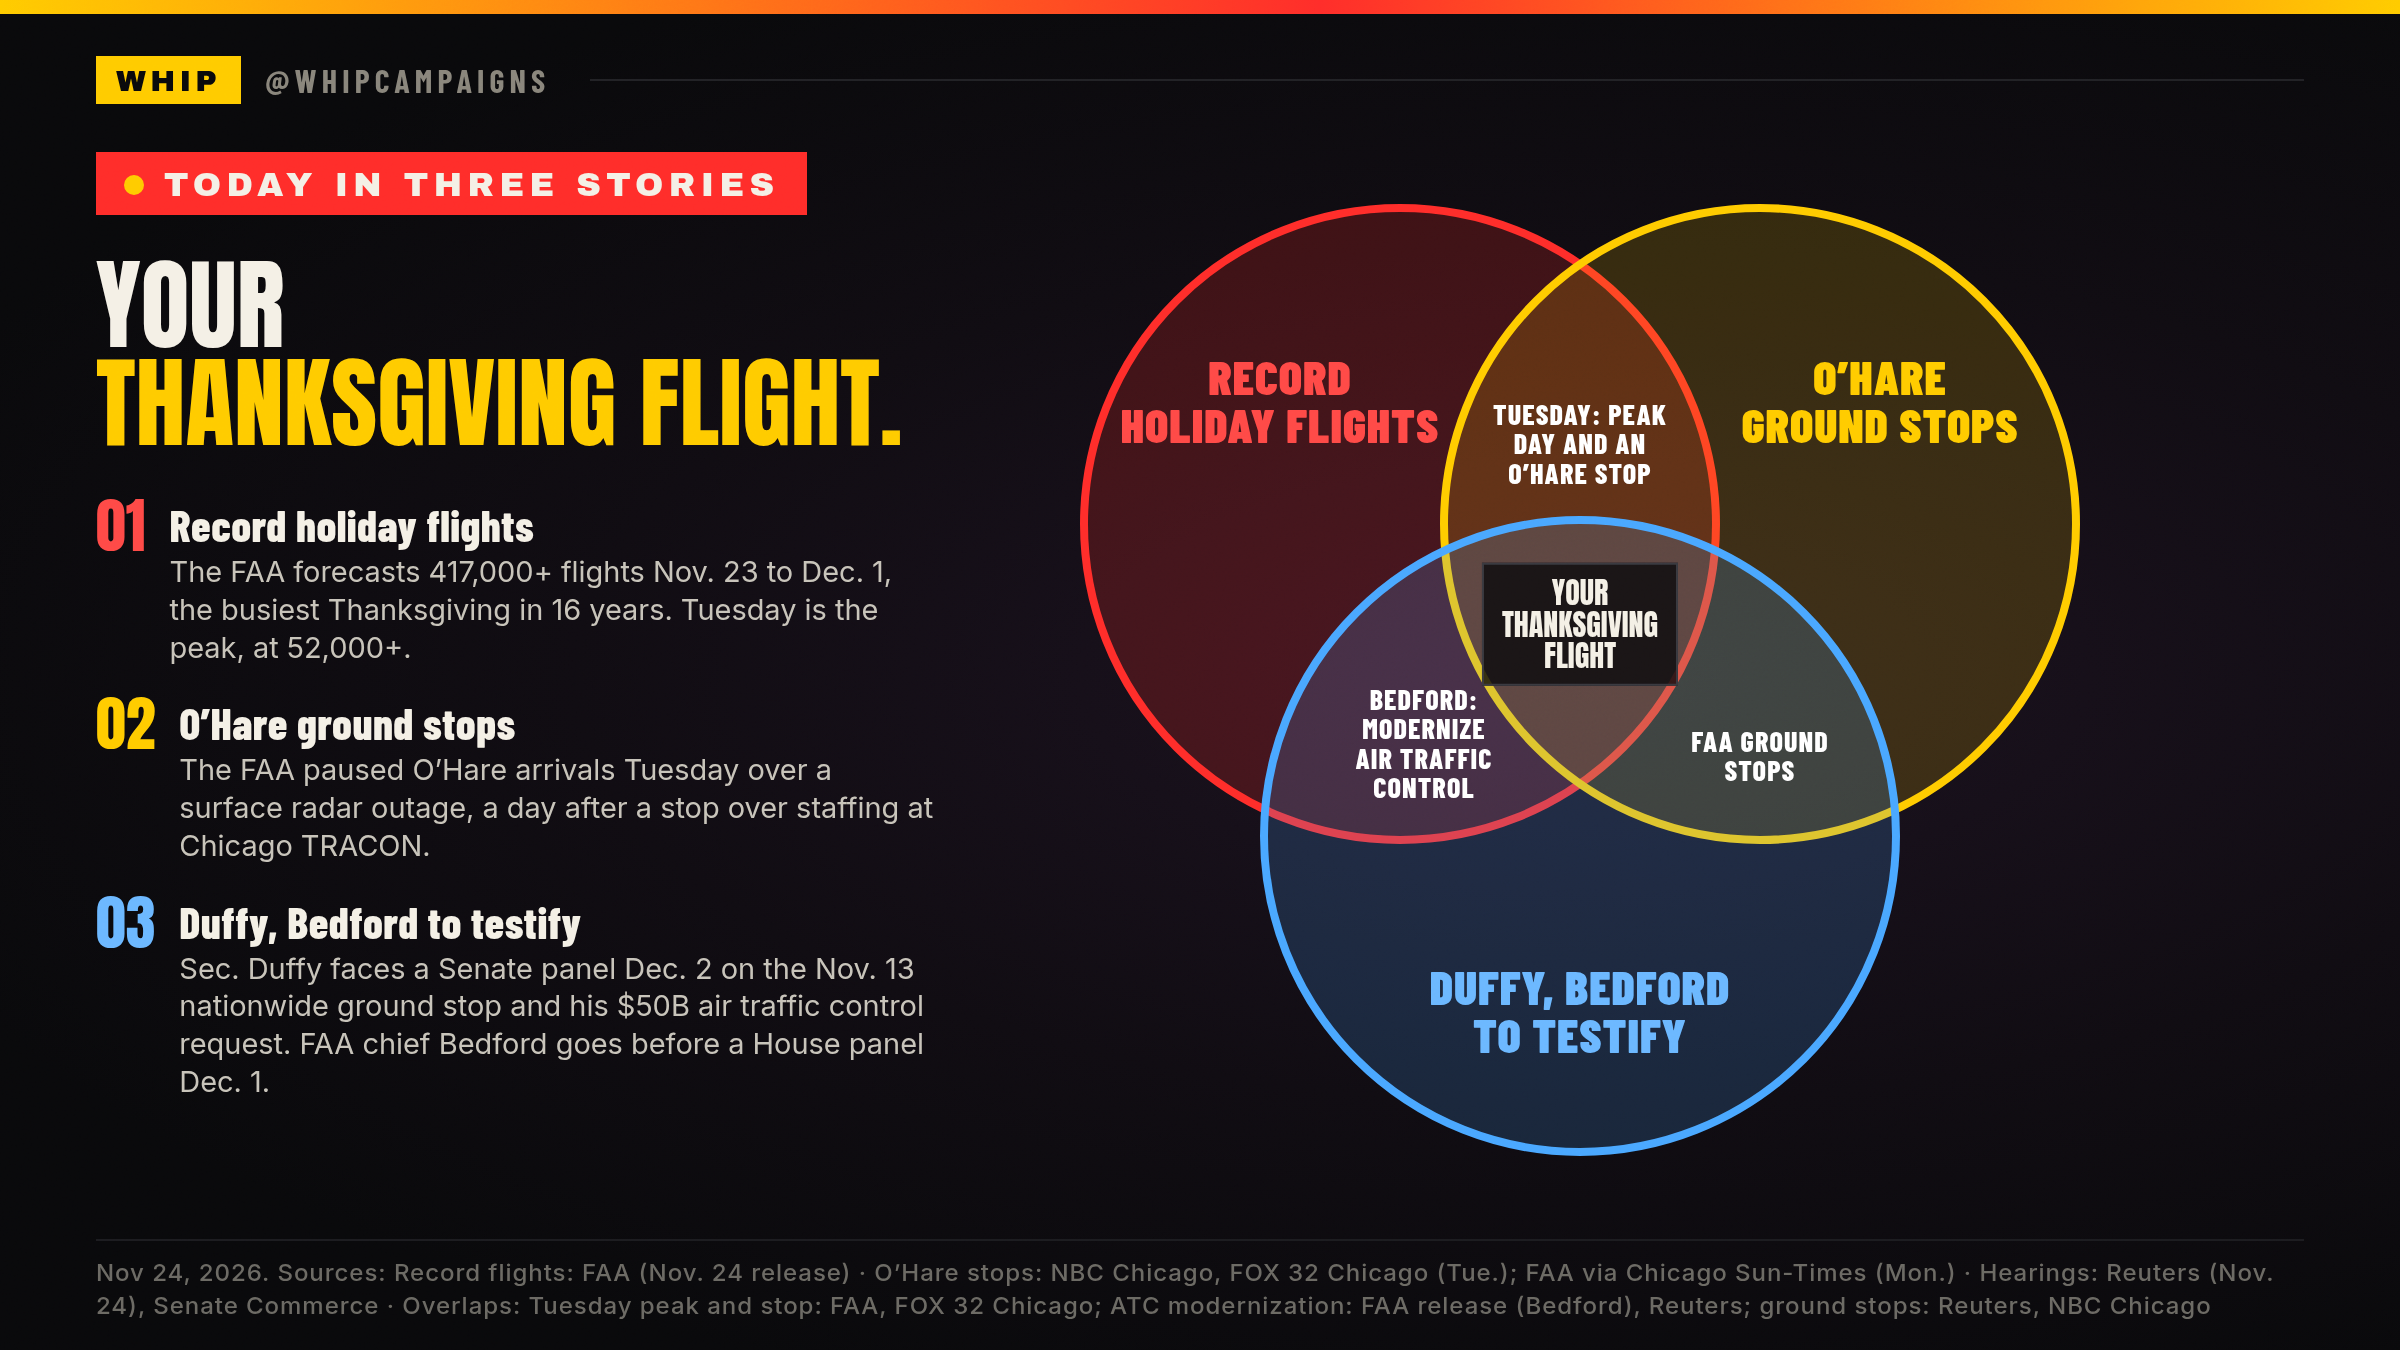 WHIP @WHIPCAMPAIGNS
TODAY IN THREE STORIES
YOUR
THANKSGIVING FLIGHT.
01 Record holiday flights
The FAA forecasts 417,000+ flights Nov. 23 to Dec. 1,
the busiest Thanksgiving in 16 years. Tuesday is the
peak, at 52,000+.
02 O’Hare ground stops
The FAA paused O’Hare arrivals Tuesday over a
surface radar outage, a day after a stop over staffing at
Chicago TRACON.
03 Duffy, Bedford to testify
Sec. Duffy faces a Senate panel Dec. 2 on the Nov. 13
nationwide ground stop and his $50B air traffic control
request. FAA chief Bedford goes before a House panel
Dec. 1.
RECORD
HOLIDAY FLIGHTS
TUESDAY: PEAK
DAY AND AN
O’HARE STOP
O’HARE
GROUND STOPS
YOUR
THANKSGIVING
FLIGHT
BEDFORD:
MODERNIZE
AIR TRAFFIC
CONTROL
FAA GROUND
STOPS
DUFFY, BEDFORD
TO TESTIFY
Nov 24, 2026. Sources: Record flights: FAA (Nov. 24 release) · O’Hare stops: NBC Chicago, FOX 32 Chicago (Tue.); FAA via Chicago Sun-Times (Mon.) · Hearings: Reuters (Nov.
24), Senate Commerce · Overlaps: Tuesday peak and stop: FAA, FOX 32 Chicago; ATC modernization: FAA release (Bedford), Reuters; ground stops: Reuters, NBC Chicago